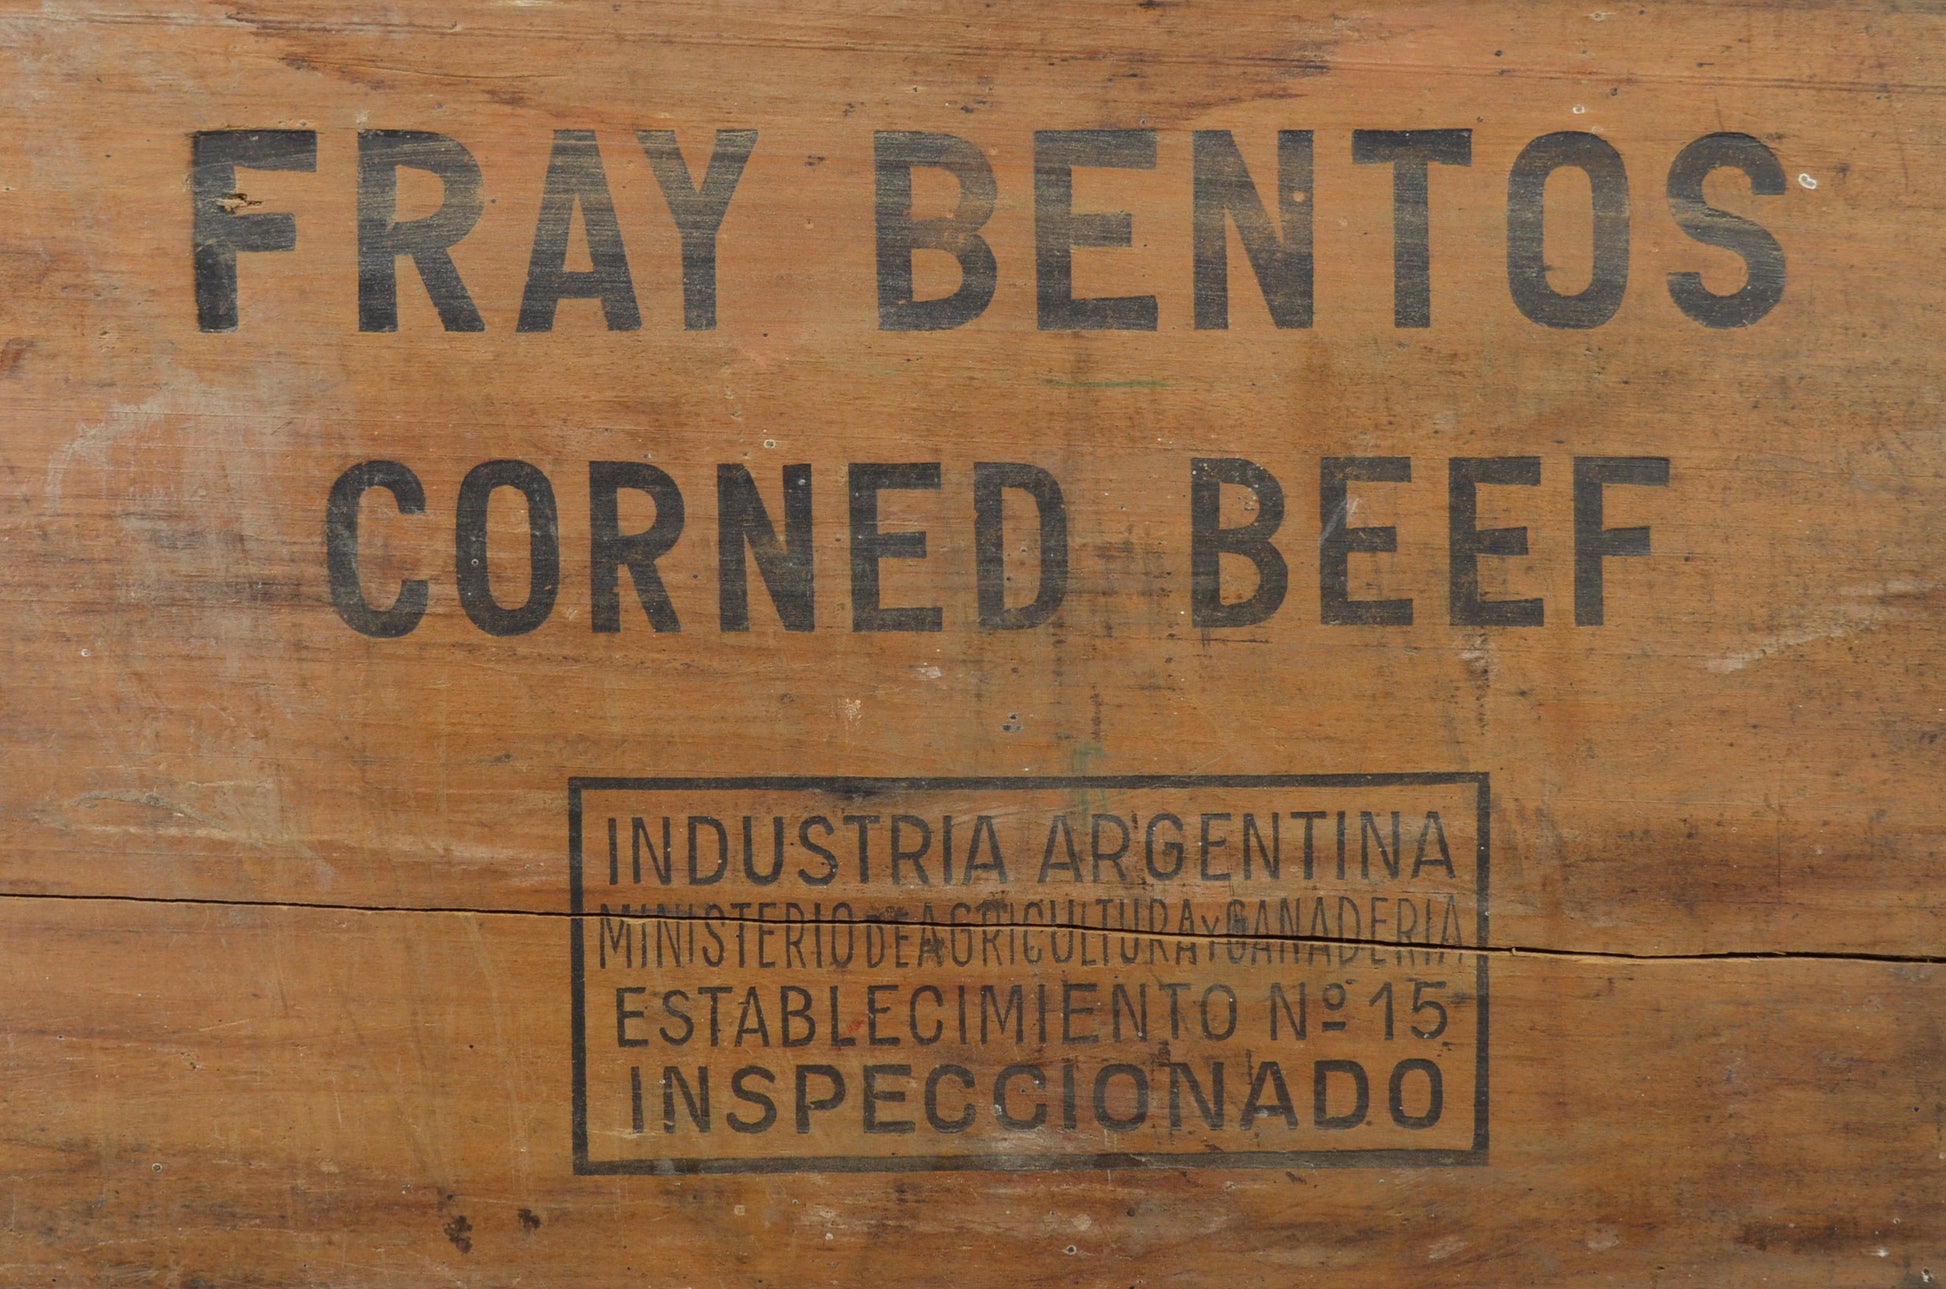 FRAY BENTOS
CORNED BEEF
INDUSTRIA ARGENTINA
MINISTERIO DE AGRICULTURA Y GANADERIA
ESTABLECIMIENTO Nº 15
INSPECCIONADO